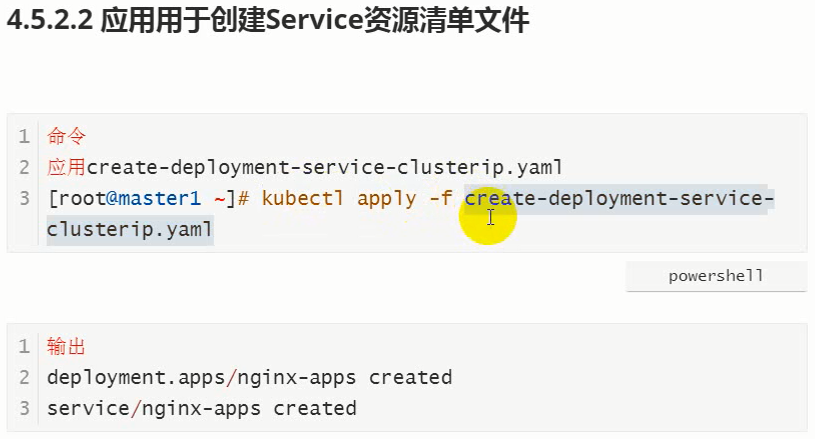 4.5.2.2 应用用于创建Service资源清单文件
1 命令
2 应用create-deployment-service-clusterip.yaml
3 [root@master1 ~]# kubectl apply -f create-deployment-service-
clusterip.yaml
powershell
1 输出
2 deployment.apps/nginx-apps created
3 service/nginx-apps created